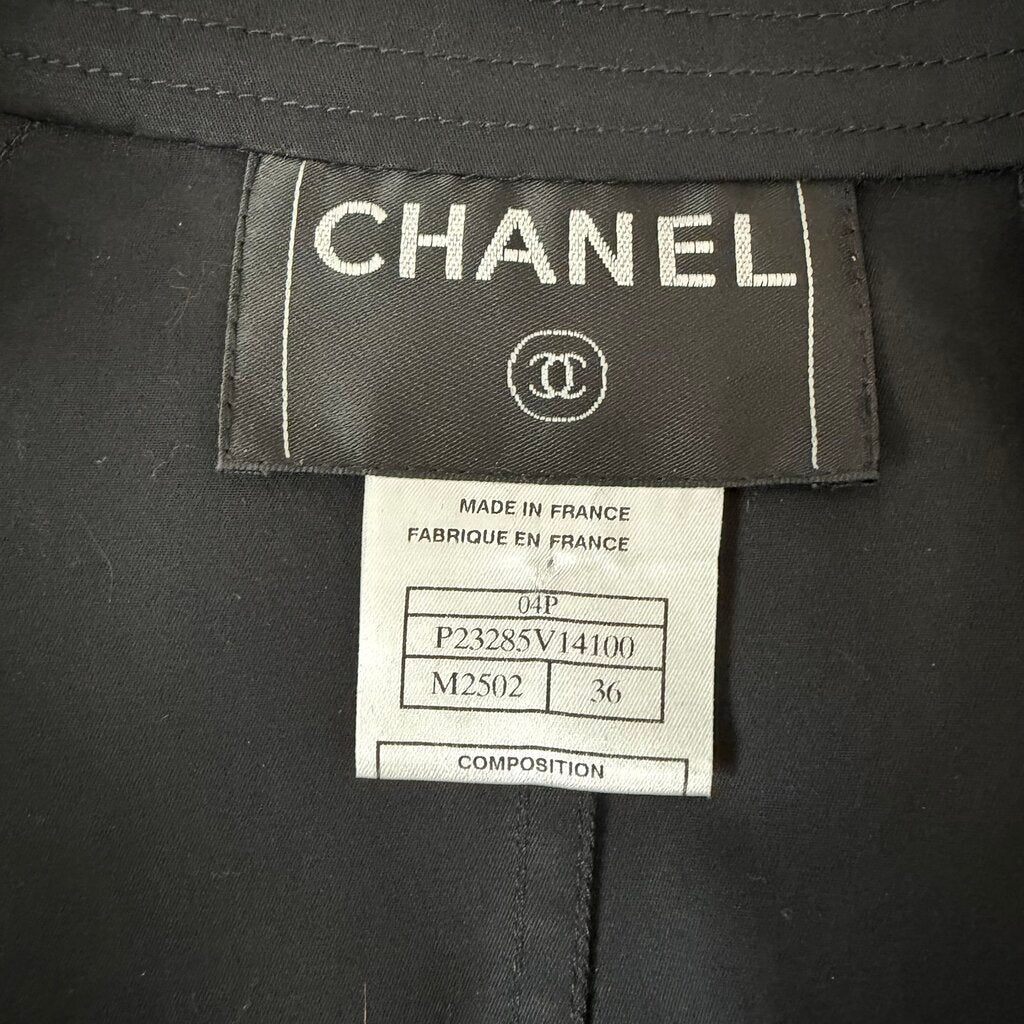 CHANEL
MADE IN FRANCE
FABRIQUE EN FRANCE
04P
P23285V14100
M2502 36
COMPOSITION